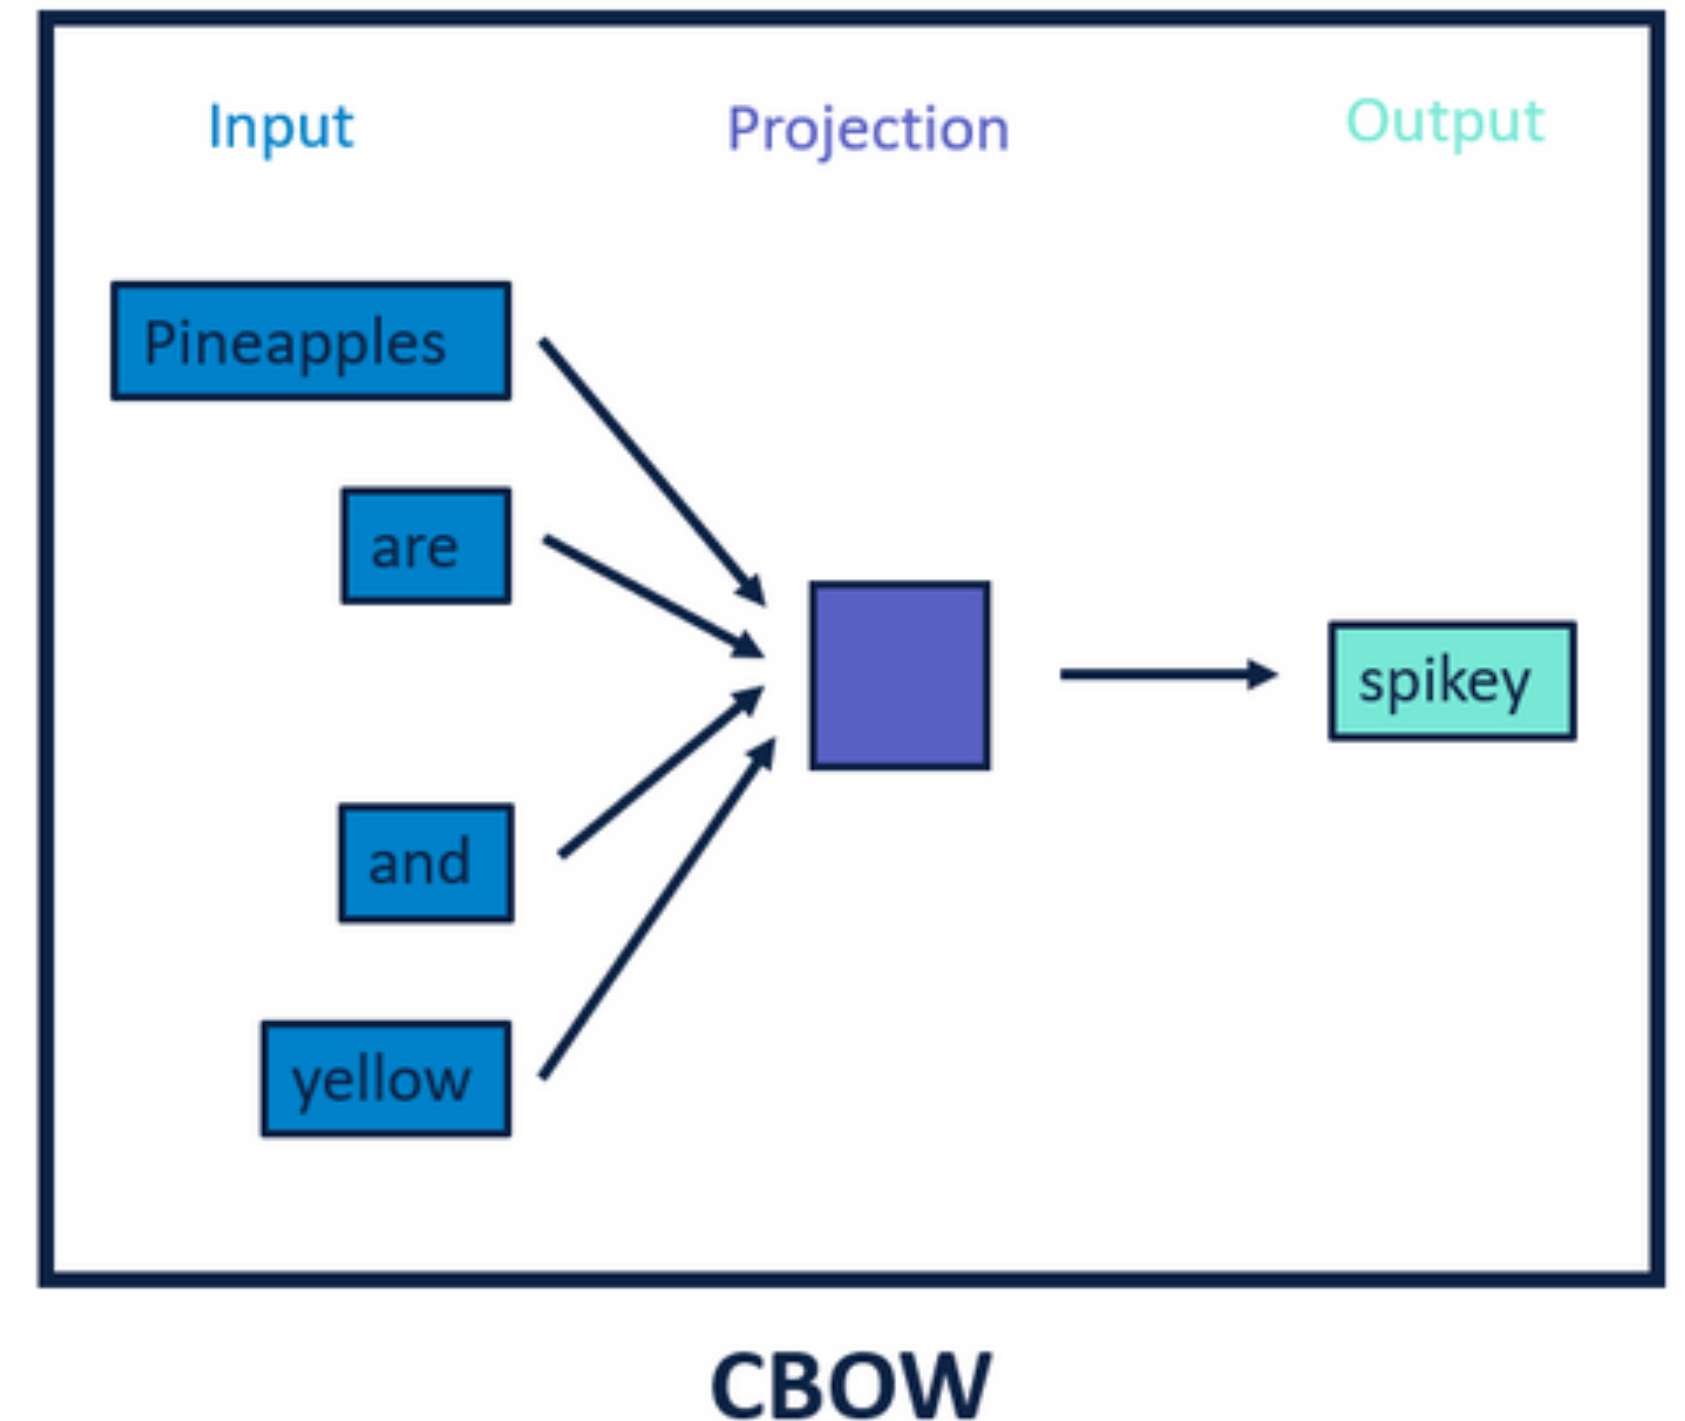 Input Projection Output
Pineapples
are
spikey
and
yellow
CBOW